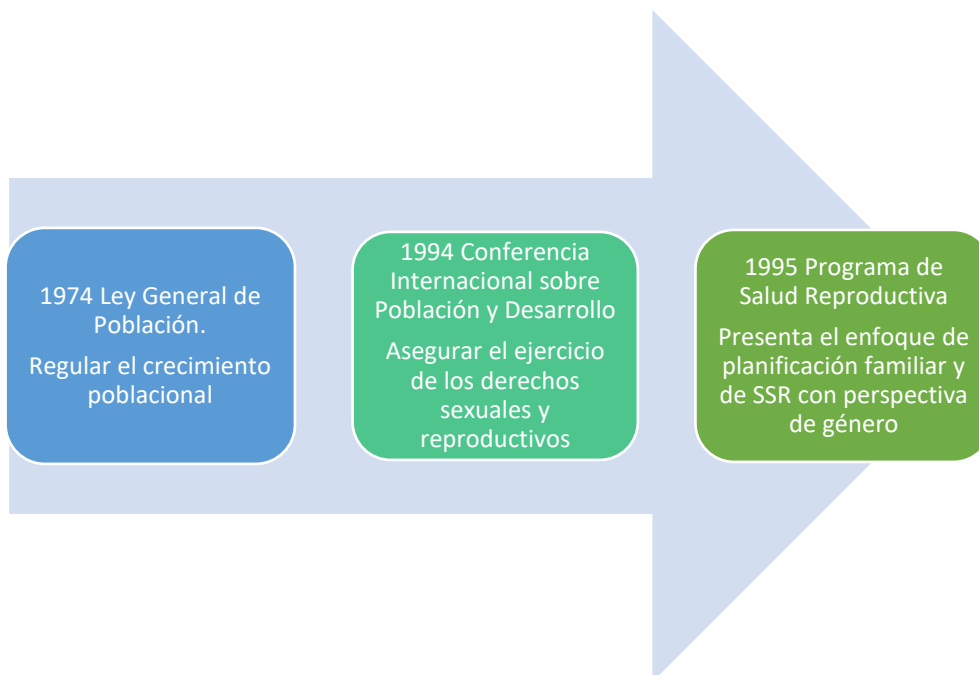 1974 Ley General de
Población.
Regular el crecimiento
poblacional
1994 Conferencia
Internacional sobre
Población y Desarrollo
Asegurar el ejercicio
de los derechos
sexuales y
reproductivos
1995 Programa de
Salud Reproductiva
Presenta el enfoque de
planificación familiar y
de SSR con perspectiva
de género